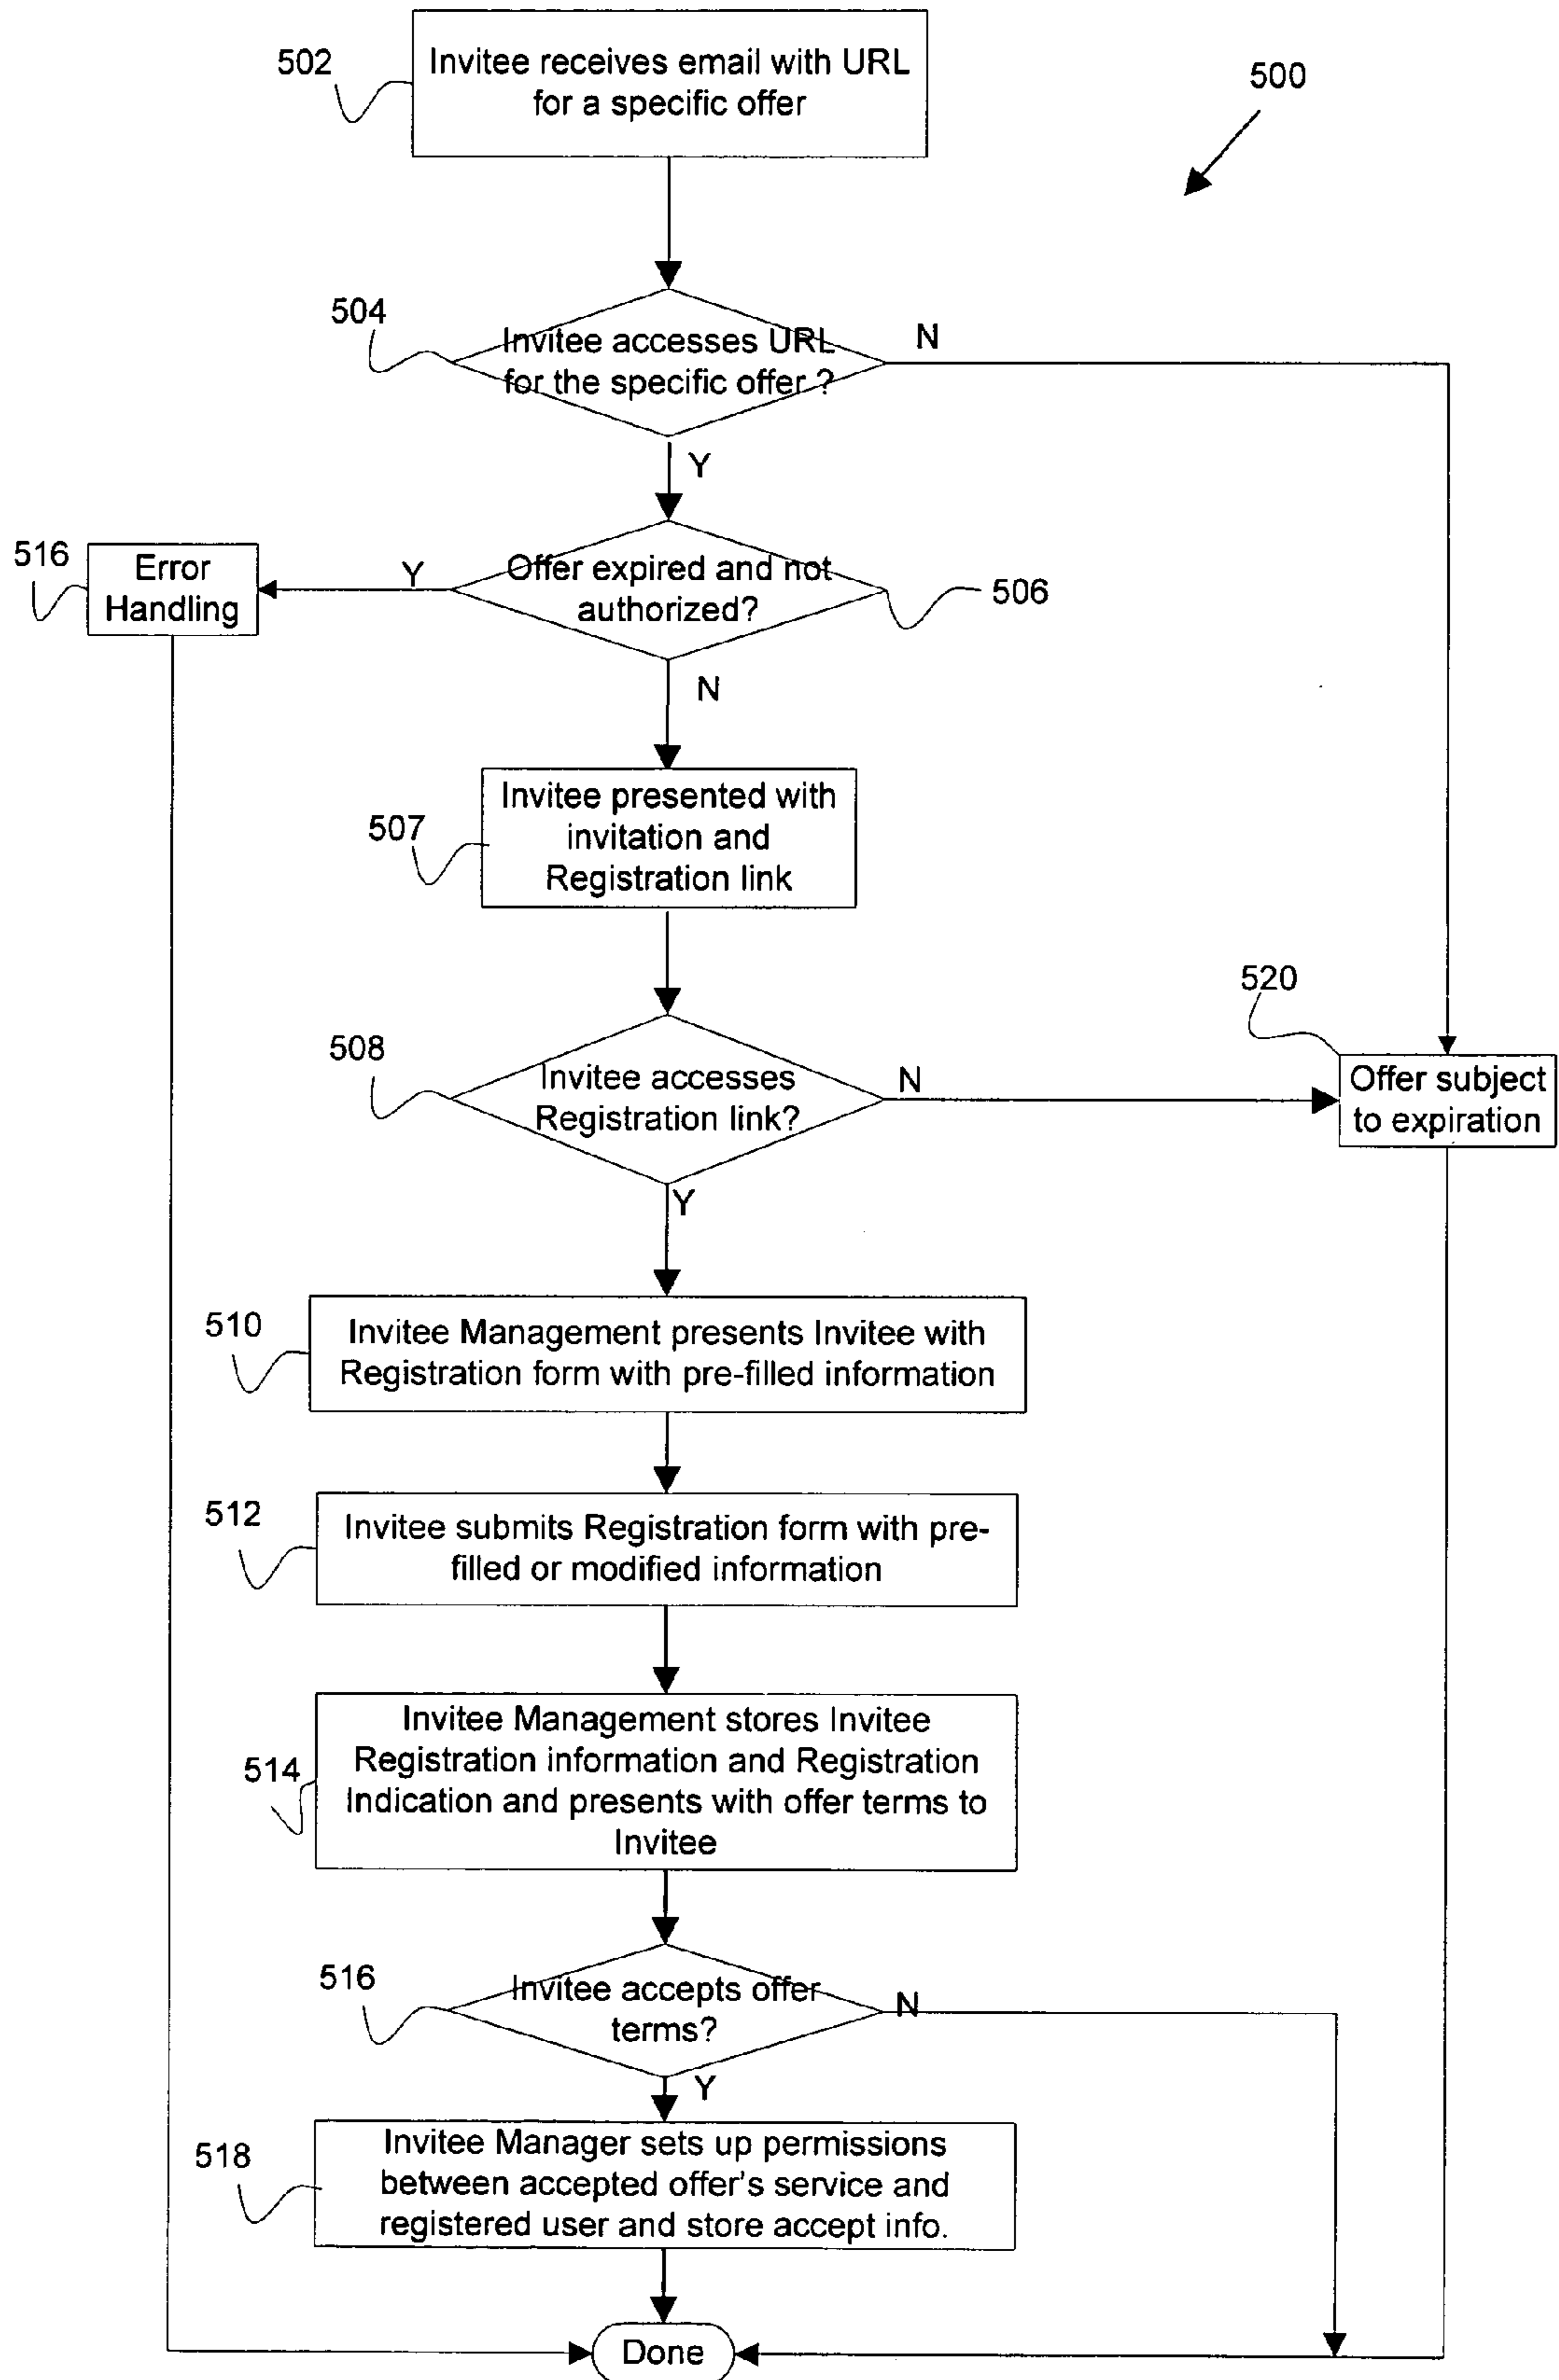 502
Invitee receives email with URL
for a specific offer
500
504
Invitee accesses URL
for the specific offer ?
N
Y
516
Error
Handling
Y
Offer expired and not
authorized?
506
N
507
Invitee presented with
invitation and
Registration link
508
Invitee accesses
Registration link?
N
520
Offer subject
to expiration
Y
510
Invitee Management presents Invitee with
Registration form with pre-filled information
512
Invitee submits Registration form with pre-
filled or modified information
514
Invitee Management stores Invitee
Registration information and Registration
Indication and presents with offer terms to
Invitee
516
Invitee accepts offer
terms?
N
Y
518
Invitee Manager sets up permissions
between accepted offer's service and
registered user and store accept info.
Done